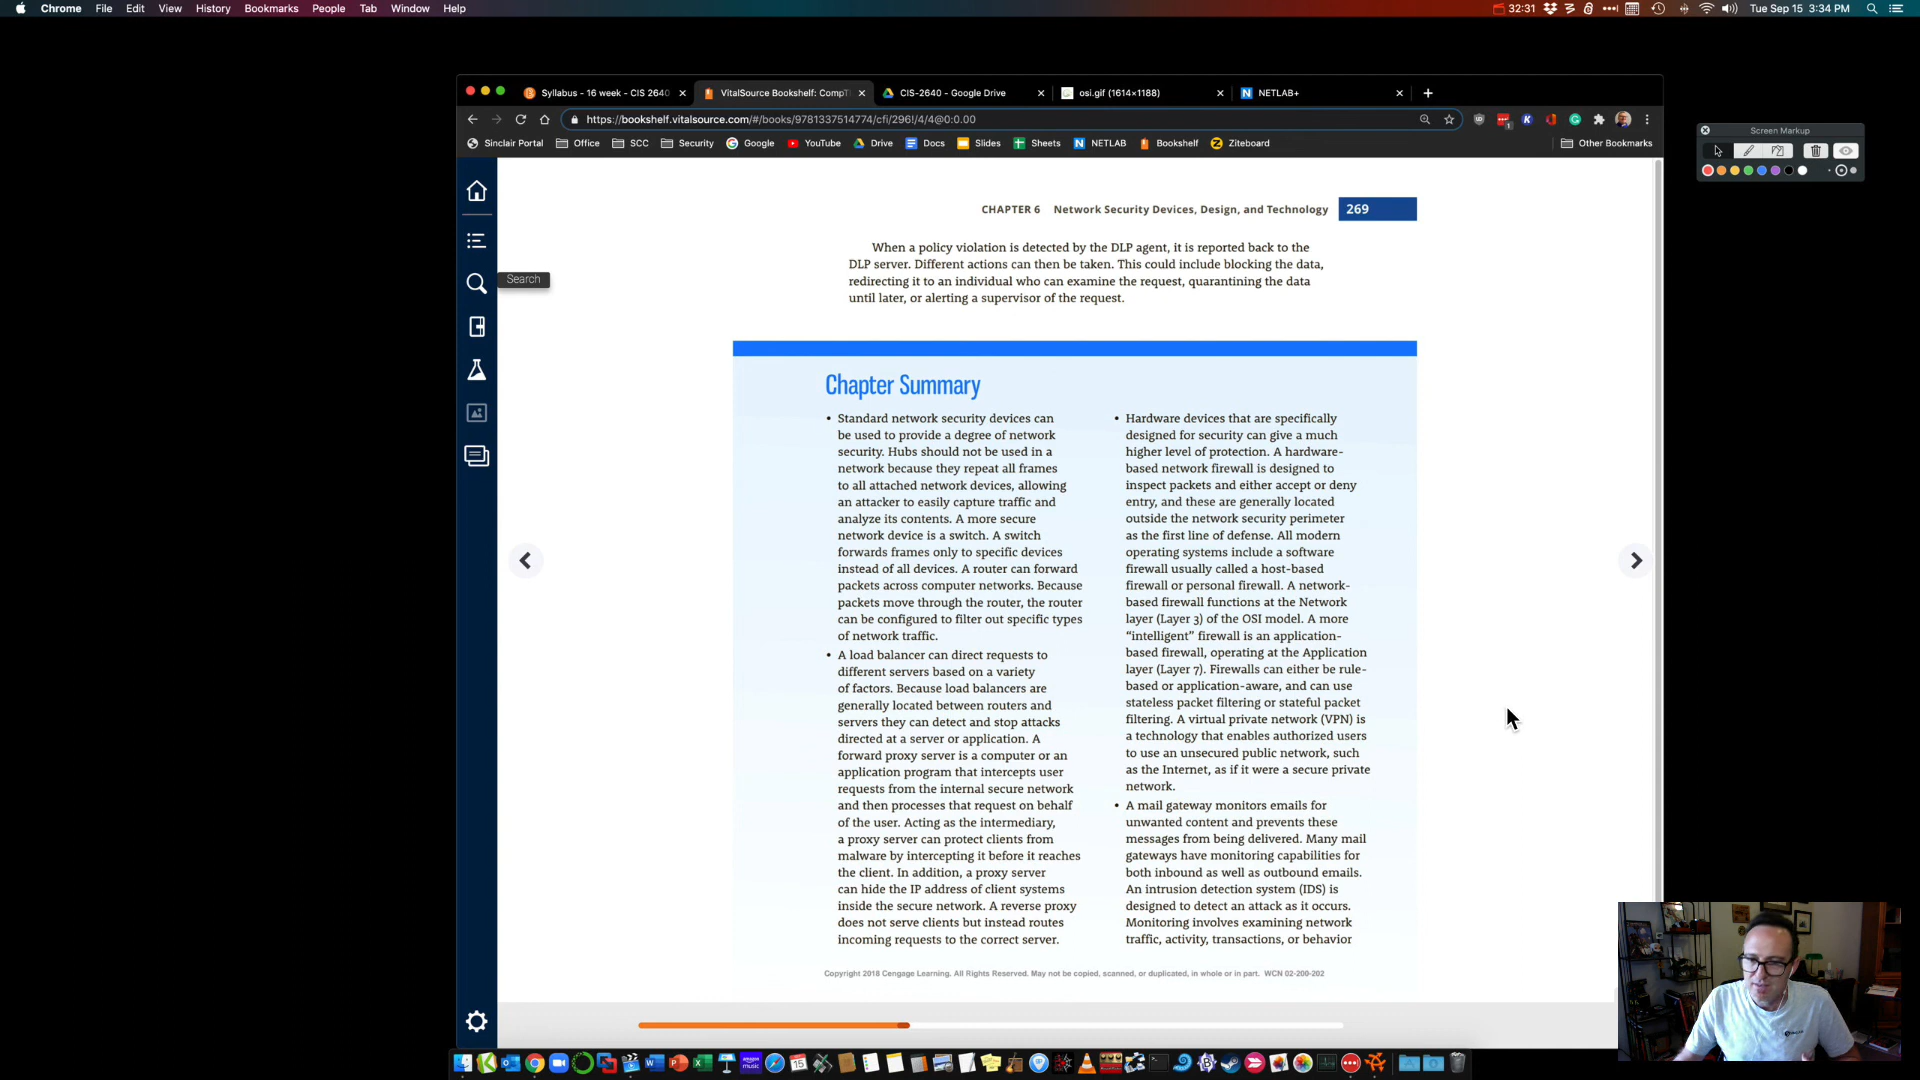 Chrome File Edit View History Bookmarks People Tab Window Help
32:31
Tue Sep 15 3:34 PM
Syllabus - 16 week - CIS 2640
VitalSource Bookshelf: CompT
CIS-2640 - Google Drive
osi.gif (1614×1188)
NETLAB+
https://bookshelf.vitalsource.com/#/books/9781337514774/cfi/296!/4/4@0:0.00
Screen Markup
Sinclair Portal Office SCC Security Google YouTube Drive Docs Slides Sheets NETLAB Bookshelf Ziteboard Other Bookmarks
CHAPTER 6 Network Security Devices, Design, and Technology 269
Search
When a policy violation is detected by the DLP agent, it is reported back to the
DLP server. Different actions can then be taken. This could include blocking the data,
redirecting it to an individual who can examine the request, quarantining the data
until later, or alerting a supervisor of the request.
Chapter Summary
• Standard network security devices can
be used to provide a degree of network
security. Hubs should not be used in a
network because they repeat all frames
to all attached network devices, allowing
an attacker to easily capture traffic and
analyze its contents. A more secure
network device is a switch. A switch
forwards frames only to specific devices
instead of all devices. A router can forward
packets across computer networks. Because
packets move through the router, the router
can be configured to filter out specific types
of network traffic.
• A load balancer can direct requests to
different servers based on a variety
of factors. Because load balancers are
generally located between routers and
servers they can detect and stop attacks
directed at a server or application. A
forward proxy server is a computer or an
application program that intercepts user
requests from the internal secure network
and then processes that request on behalf
of the user. Acting as the intermediary,
a proxy server can protect clients from
malware by intercepting it before it reaches
the client. In addition, a proxy server
can hide the IP address of client systems
inside the secure network. A reverse proxy
does not serve clients but instead routes
incoming requests to the correct server.
• Hardware devices that are specifically
designed for security can give a much
higher level of protection. A hardware-
based network firewall is designed to
inspect packets and either accept or deny
entry, and these are generally located
outside the network security perimeter
as the first line of defense. All modern
operating systems include a software
firewall usually called a host-based
firewall or personal firewall. A network-
based firewall functions at the Network
layer (Layer 3) of the OSI model. A more
“intelligent” firewall is an application-
based firewall, operating at the Application
layer (Layer 7). Firewalls can either be rule-
based or application-aware, and can use
stateless packet filtering or stateful packet
filtering. A virtual private network (VPN) is
a technology that enables authorized users
to use an unsecured public network, such
as the Internet, as if it were a secure private
network.
• A mail gateway monitors emails for
unwanted content and prevents these
messages from being delivered. Many mail
gateways have monitoring capabilities for
both inbound as well as outbound emails.
An intrusion detection system (IDS) is
designed to detect an attack as it occurs.
Monitoring involves examining network
traffic, activity, transactions, or behavior
Copyright 2018 Cengage Learning. All Rights Reserved. May not be copied, scanned, or duplicated, in whole or in part. WCN 02-200-202